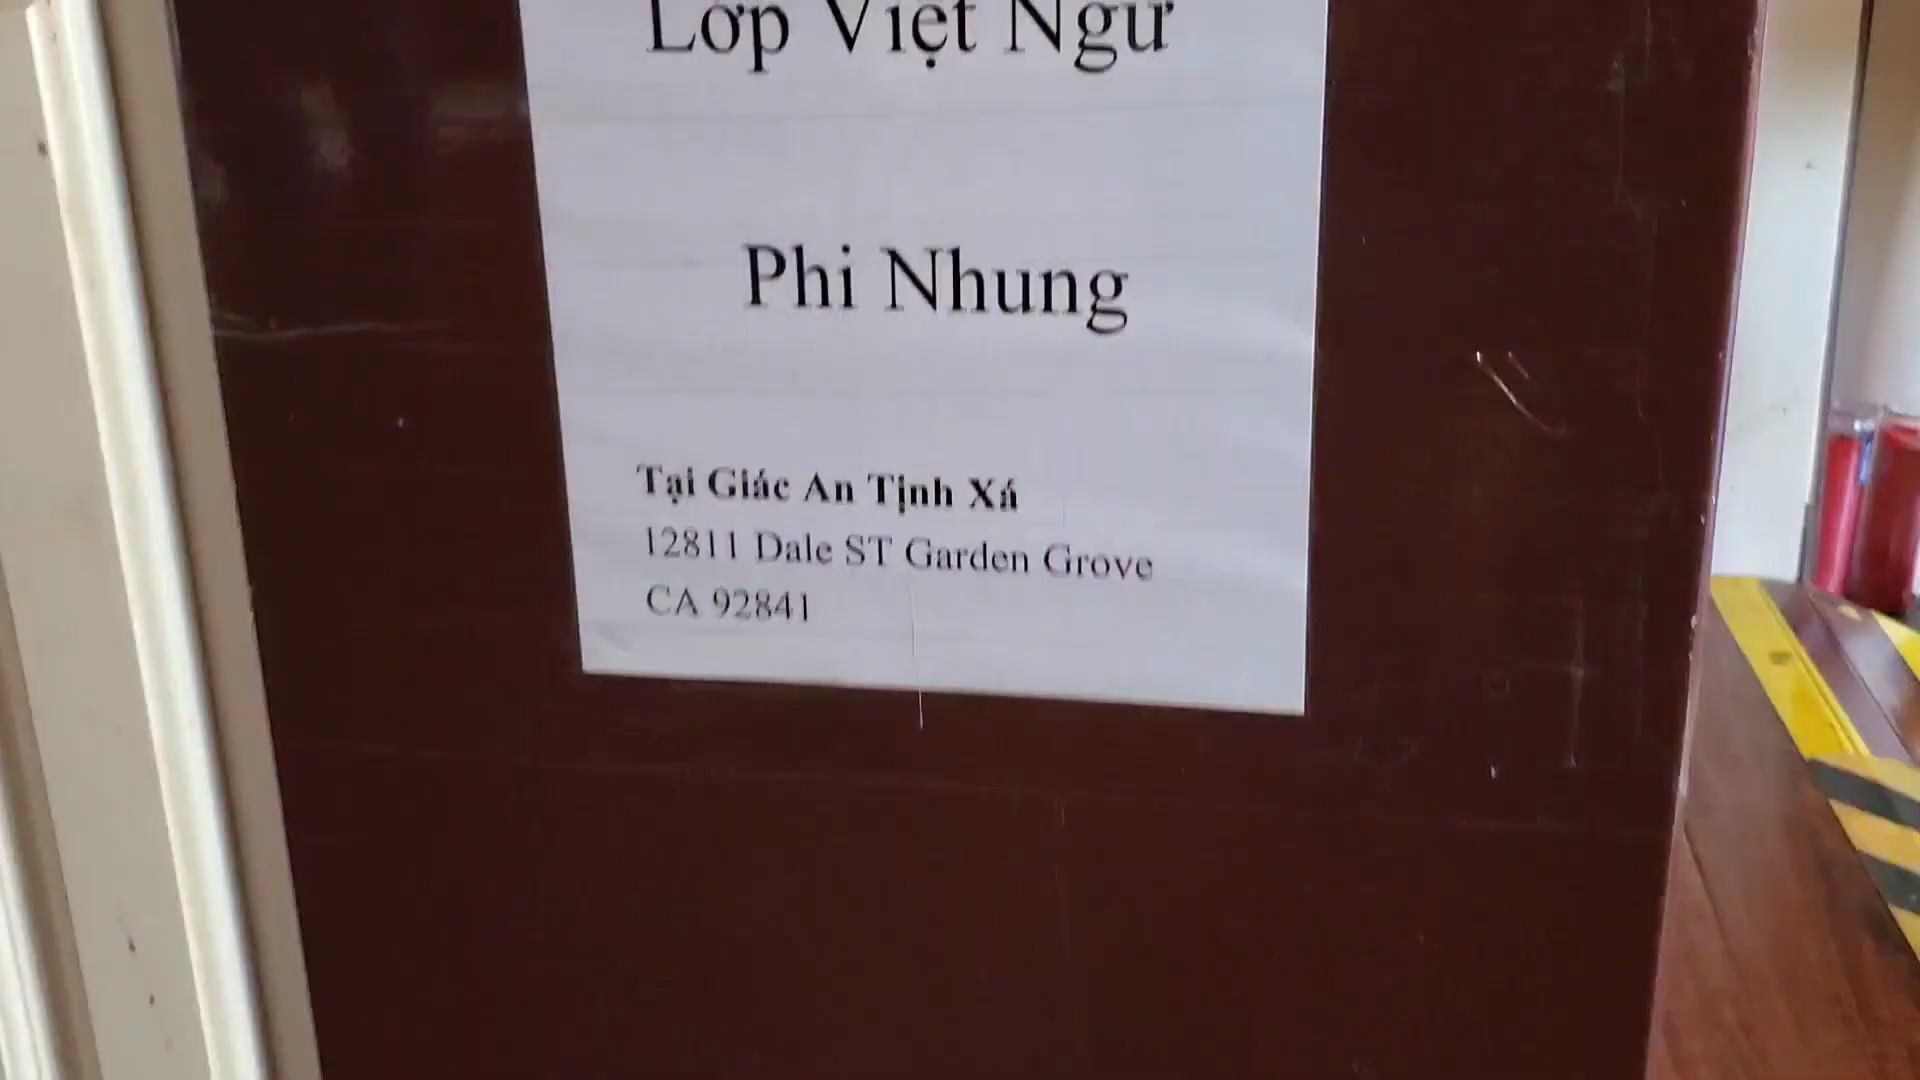 Lớp Việt Ngữ
Phi Nhung
Tại Giác An Tịnh Xá
12811 Dale ST Garden Grove
CA 92841